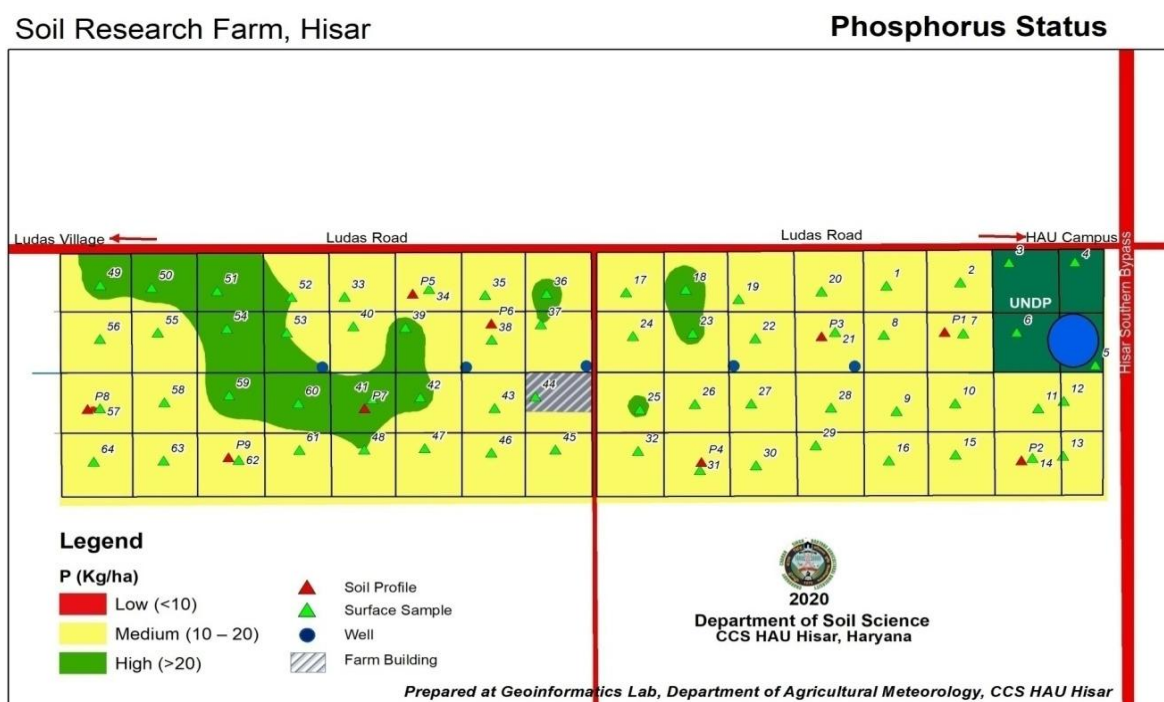 Soil Research Farm, Hisar
Phosphorus Status
Ludas Village
Ludas Road
Ludas Road
HAU Campus
Hisar Southern Bypass
49 50 51 52 33 P5 34 35 36 17 18 19 20 1 2 3 4
UNDP
56 55 54 53 40 39 P6 38 37 24 23 22 P3 21 8 P1 7 6 5
P8 57 58 59 60 41 P7 42 43 44 25 26 27 28 9 10 11 12
64 63 P9 62 61 48 47 46 45 32 P4 31 30 29 16 15 P2 14 13
Legend
P (Kg/ha)
Low (<10)
Medium (10 – 20)
High (>20)
Soil Profile
Surface Sample
Well
Farm Building
2020
Department of Soil Science
CCS HAU Hisar, Haryana
Prepared at Geoinformatics Lab, Department of Agricultural Meteorology, CCS HAU Hisar